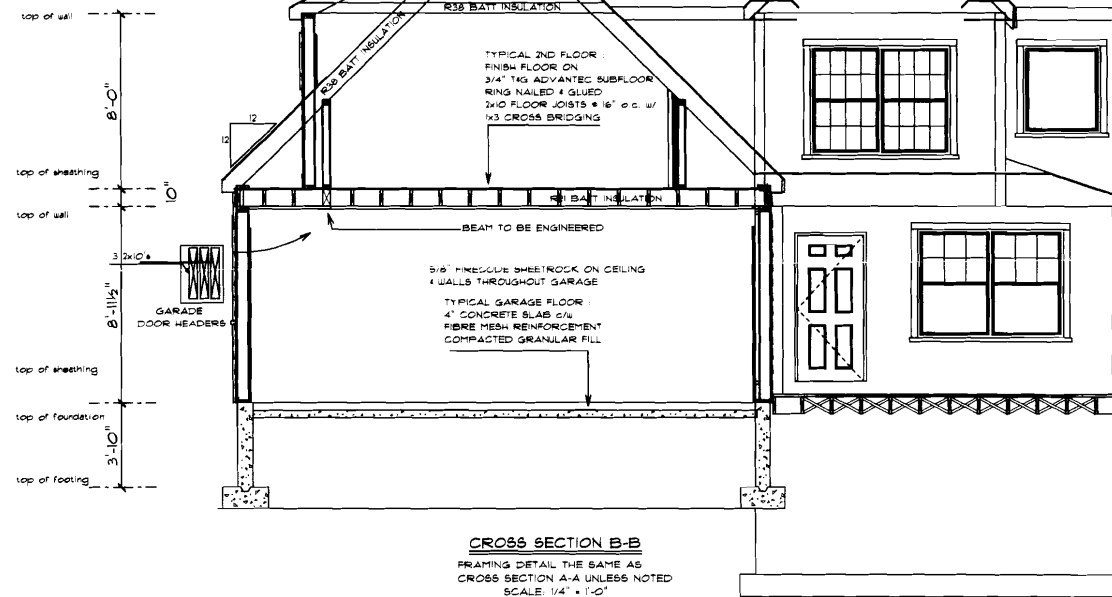 R38 BATT INSULATION
top of wall
R38 BATT INSULATION
TYPICAL 2ND FLOOR :
FINISH FLOOR ON
3/4" T&G ADVANTEC SUBFLOOR
RING NAILED & GLUED
2x10 FLOOR JOISTS @ 16" o.c. w/
1x3 CROSS BRIDGING
8'-0"
12
12
top of sheathing
10"
R21 BATT INSULATION
top of wall
BEAM TO BE ENGINEERED
3 2x10's
5/8" FIRECODE SHEETROCK ON CEILING
& WALLS THROUGHOUT GARAGE
8'-11½"
GARADE
DOOR HEADERS
TYPICAL GARAGE FLOOR :
4" CONCRETE SLAB c/w
FIBRE MESH REINFORCEMENT
COMPACTED GRANULAR FILL
top of sheathing
top of foundation
3'-10"
top of footing
CROSS SECTION B-B
FRAMING DETAIL THE SAME AS
CROSS SECTION A-A UNLESS NOTED
SCALE: 1/4" = 1'-0"